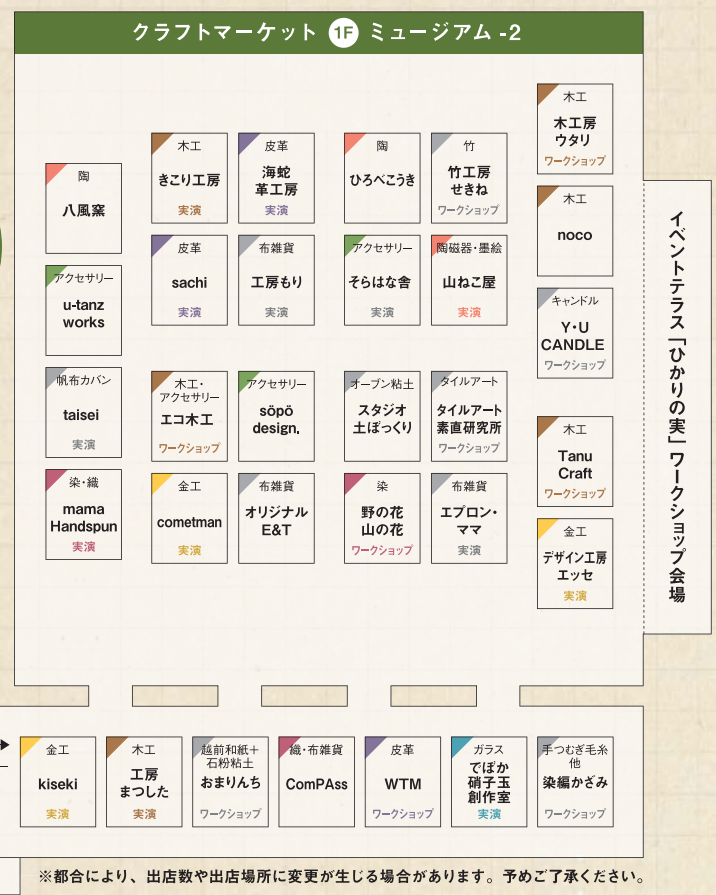 クラフトマーケット 1F ミュージアム -2
陶
八風窯
アクセサリー
u-tanz
works
帆布カバン
taisei
実演
染・織
mama
Handspun
実演
木工
きこり工房
実演
皮革
海蛇
革工房
実演
皮革
sachi
実演
布雑貨
工房もり
実演
木工・
アクセサリー
エコ木工
ワークショップ
アクセサリー
söpö
design.
金工
cometman
実演
布雑貨
オリジナル
E&T
陶
ひろべこうき
竹
竹工房
せきね
ワークショップ
アクセサリー
そらはな舎
実演
陶磁器・墨絵
山ねこ屋
実演
オーブン粘土
スタジオ
土ぽっくり
タイルアート
タイルアート
素直研究所
ワークショップ
染
野の花
山の花
ワークショップ
布雑貨
エプロン・
ママ
実演
木工
木工房
ウタリ
ワークショップ
木工
noco
キャンドル
Y・U
CANDLE
ワークショップ
木工
Tanu
Craft
ワークショップ
金工
デザイン工房
エッセ
実演
イベントテラス「ひかりの実」ワークショップ会場
金工
kiseki
実演
木工
工房
まつした
実演
越前和紙＋
石粉粘土
おまりんち
ワークショップ
織・布雑貨
ComPAss
皮革
WTM
ワークショップ
ガラス
でぽか
硝子玉
創作室
実演
手つむぎ毛糸
他
染編かざみ
ワークショップ
※都合により、出店数や出店場所に変更が生じる場合があります。予めご了承ください。